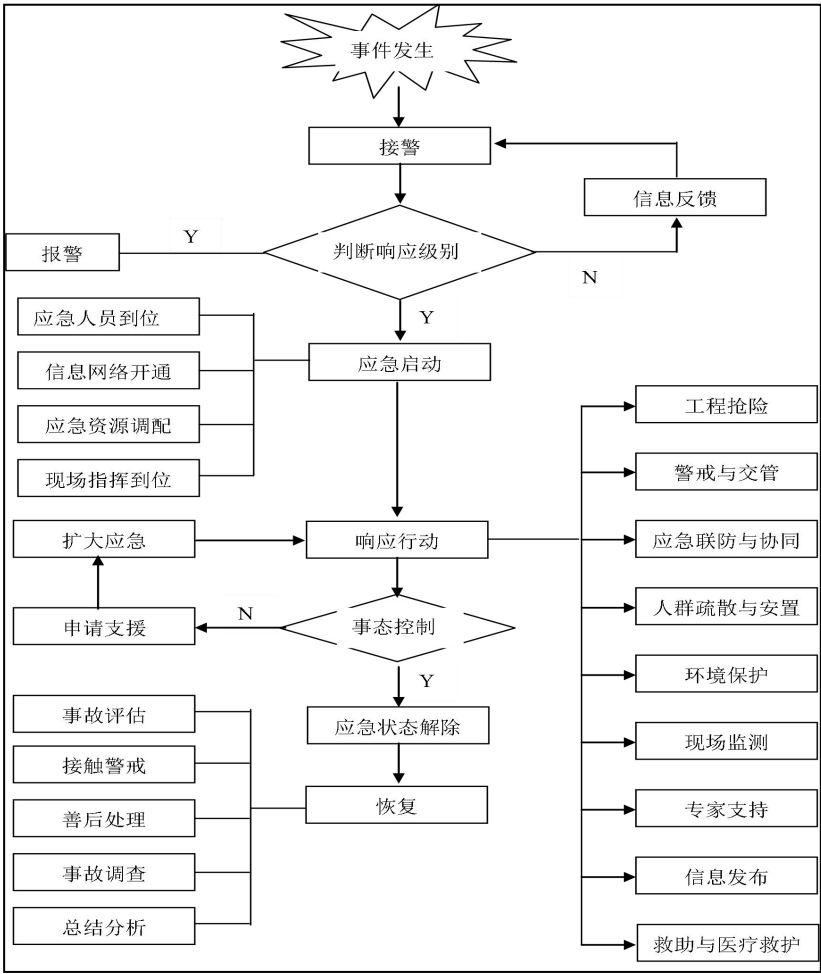 事件发生
接警
信息反馈
判断响应级别
Y
报警
N
Y
应急人员到位
信息网络开通
应急资源调配
现场指挥到位
应急启动
工程抢险
警戒与交管
应急联防与协同
人群疏散与安置
环境保护
现场监测
专家支持
信息发布
救助与医疗救护
扩大应急
响应行动
申请支援
N
事态控制
Y
应急状态解除
恢复
事故评估
接触警戒
善后处理
事故调查
总结分析